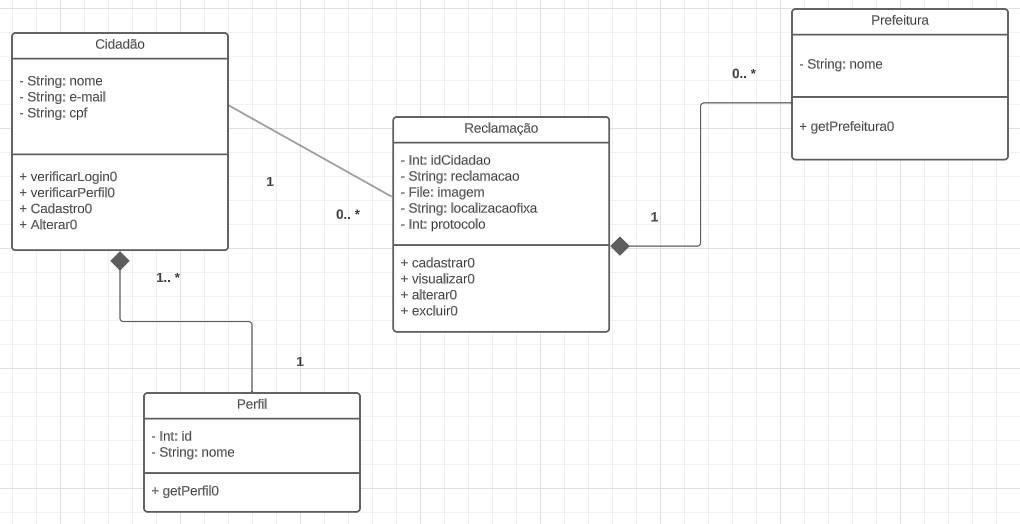 Cidadão
- String: nome
- String: e-mail
- String: cpf
+ verificarLogin0
+ verificarPerfil0
+ Cadastro0
+ Alterar0
1
0.. *
Reclamação
- Int: idCidadao
- String: reclamacao
- File: imagem
- String: localizacaofixa
- Int: protocolo
+ cadastrar0
+ visualizar0
+ alterar0
+ excluir0
1
0.. *
Prefeitura
- String: nome
+ getPrefeitura0
1.. *
1
Perfil
- Int: id
- String: nome
+ getPerfil0